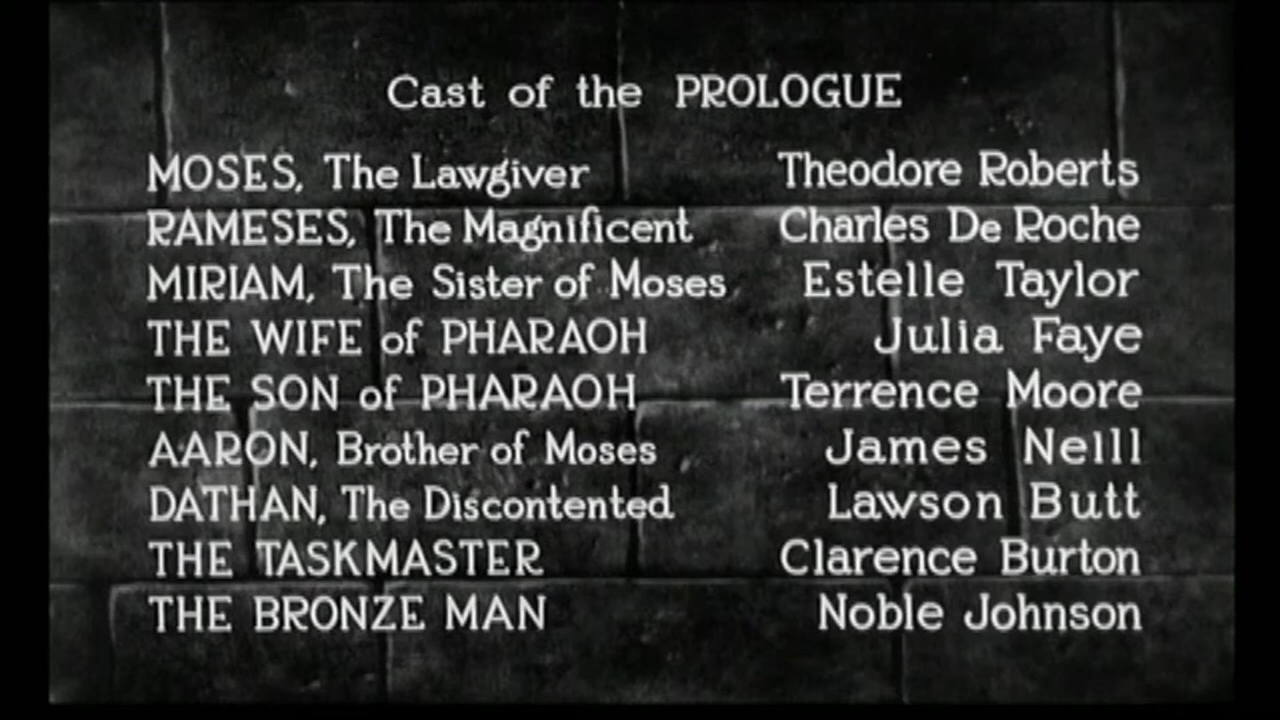 Cast of the PROLOGUE
MOSES, The Lawgiver Theodore Roberts
RAMESES, The Magnificent Charles De Roche
MIRIAM, The Sister of Moses Estelle Taylor
THE WIFE of PHARAOH Julia Faye
THE SON of PHARAOH Terrence Moore
AARON, Brother of Moses James Neill
DATHAN, The Discontented Lawson Butt
THE TASKMASTER Clarence Burton
THE BRONZE MAN Noble Johnson